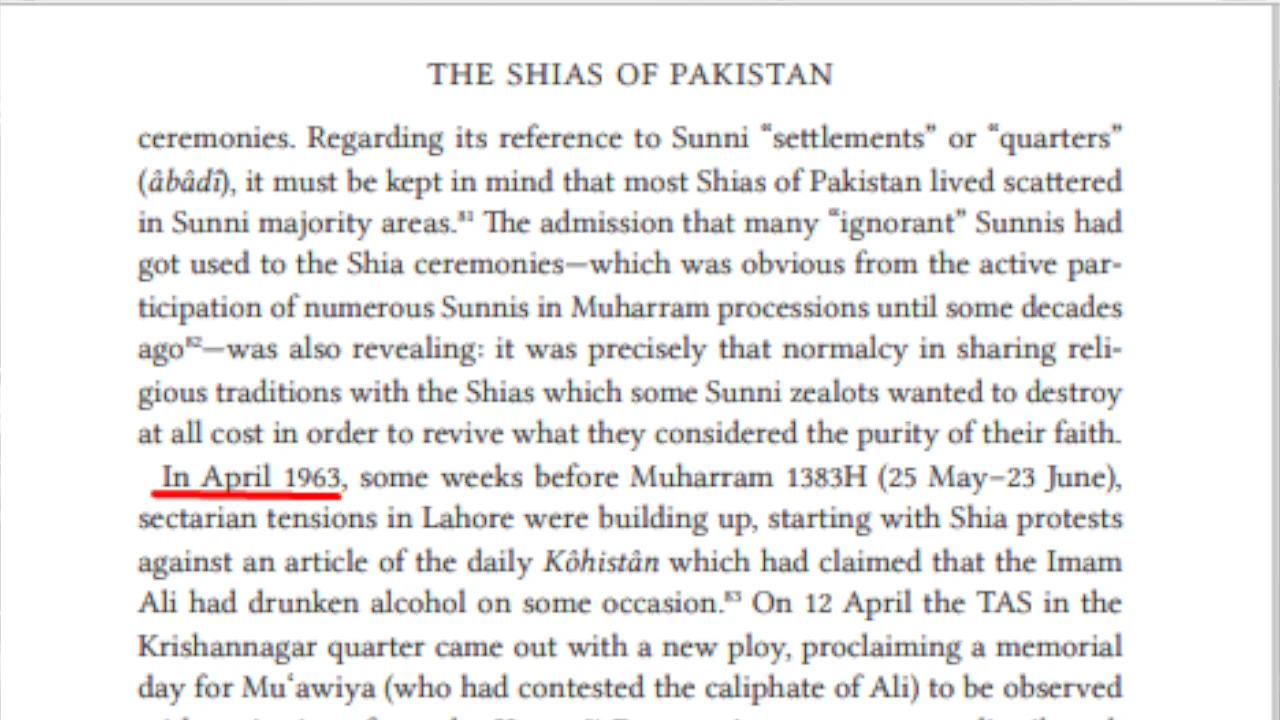 THE SHIAS OF PAKISTAN
ceremonies. Regarding its reference to Sunni “settlements” or “quarters”
(âbâdî), it must be kept in mind that most Shias of Pakistan lived scattered
in Sunni majority areas.⁸¹ The admission that many “ignorant” Sunnis had
got used to the Shia ceremonies—which was obvious from the active par-
ticipation of numerous Sunnis in Muharram processions until some decades
ago⁸²—was also revealing: it was precisely that normalcy in sharing reli-
gious traditions with the Shias which some Sunni zealots wanted to destroy
at all cost in order to revive what they considered the purity of their faith.
In April 1963, some weeks before Muharram 1383H (25 May–23 June),
sectarian tensions in Lahore were building up, starting with Shia protests
against an article of the daily Kôhistân which had claimed that the Imam
Ali had drunken alcohol on some occasion.⁸³ On 12 April the TAS in the
Krishannagar quarter came out with a new ploy, proclaiming a memorial
day for Mu‘awiya (who had contested the caliphate of Ali) to be observed